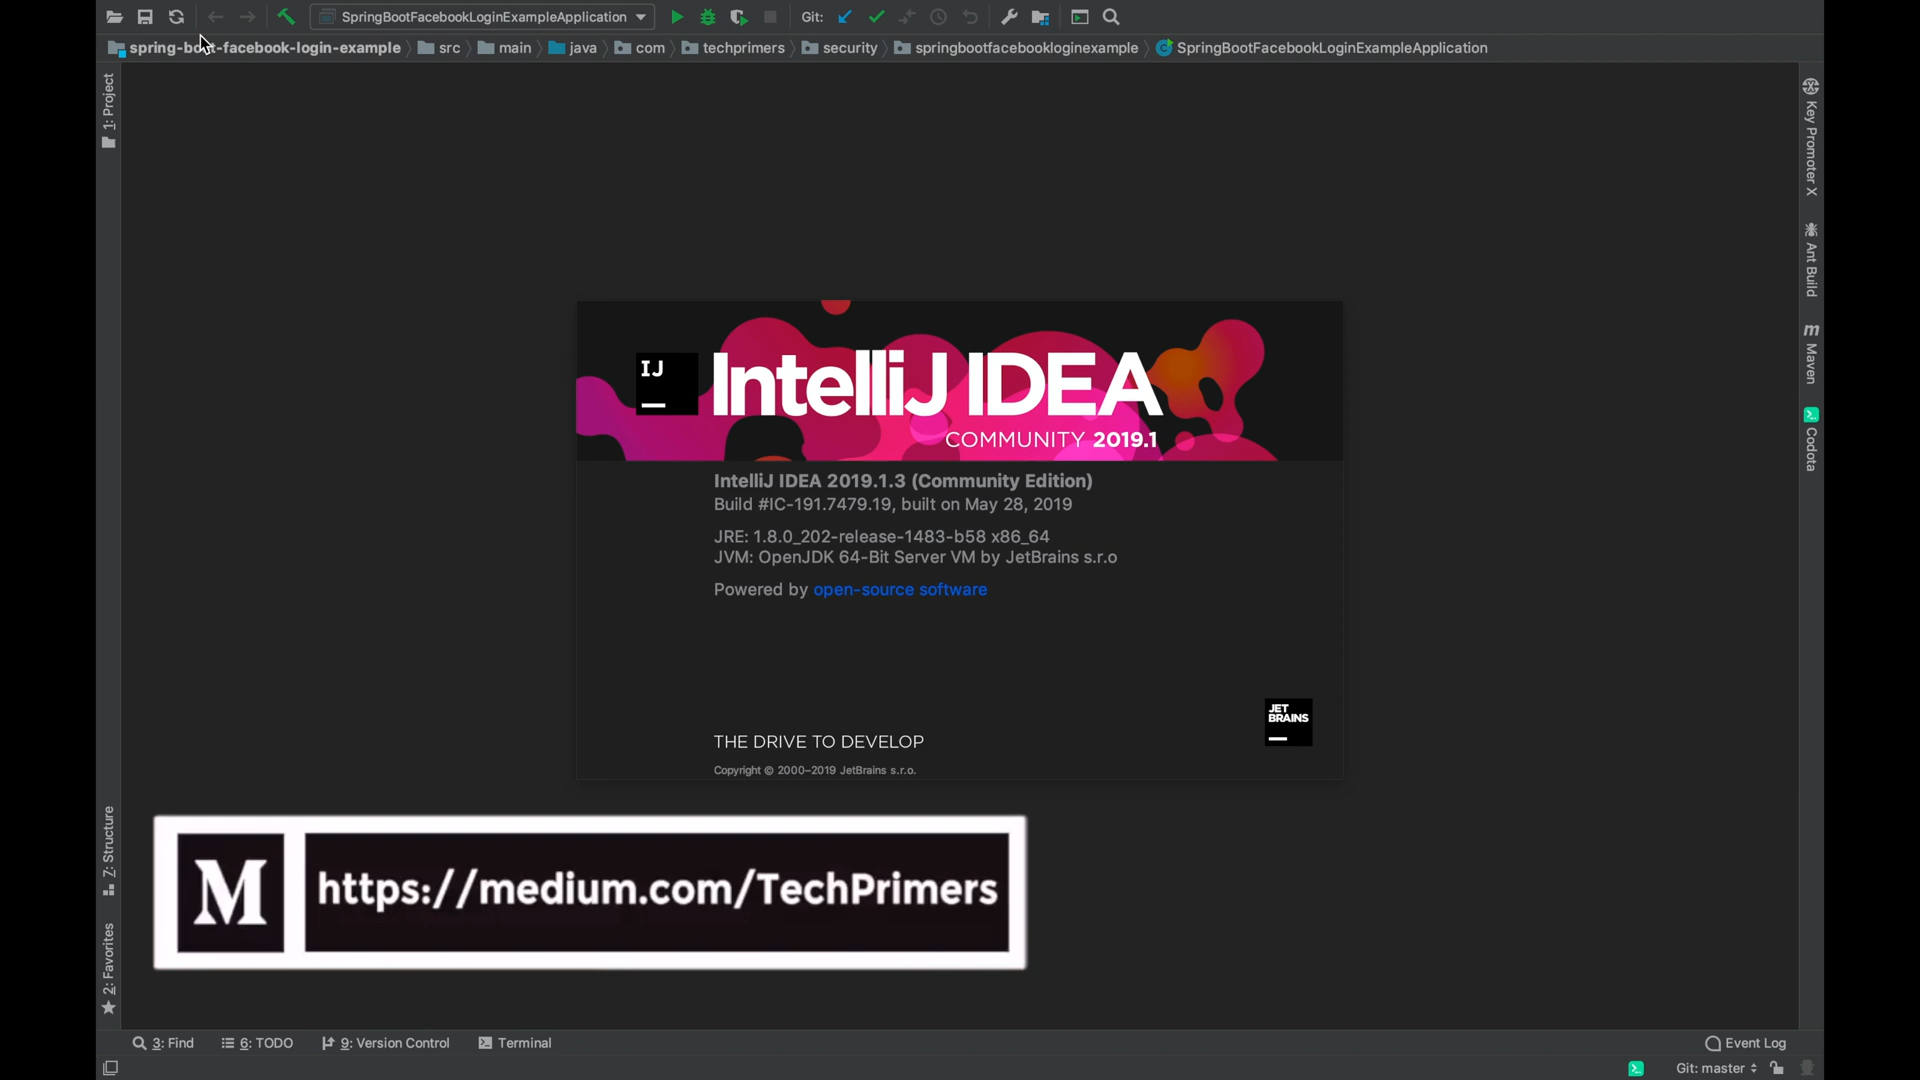 SpringBootFacebookLoginExampleApplication
Git:
spring-boot-facebook-login-example
src
main
java
com
techprimers
security
springbootfacebookloginexample
SpringBootFacebookLoginExampleApplication
1: Project
Key Promoter X
Ant Build
m Maven
Codota
IJ
IntelliJ IDEA
COMMUNITY 2019.1
IntelliJ IDEA 2019.1.3 (Community Edition)
Build #IC-191.7479.19, built on May 28, 2019
JRE: 1.8.0_202-release-1483-b58 x86_64
JVM: OpenJDK 64-Bit Server VM by JetBrains s.r.o
Powered by open-source software
JET
BRAINS
THE DRIVE TO DEVELOP
Copyright © 2000–2019 JetBrains s.r.o.
M https://medium.com/TechPrimers
Z: Structure
2: Favorites
3: Find
6: TODO
9: Version Control
Terminal
Event Log
Git: master